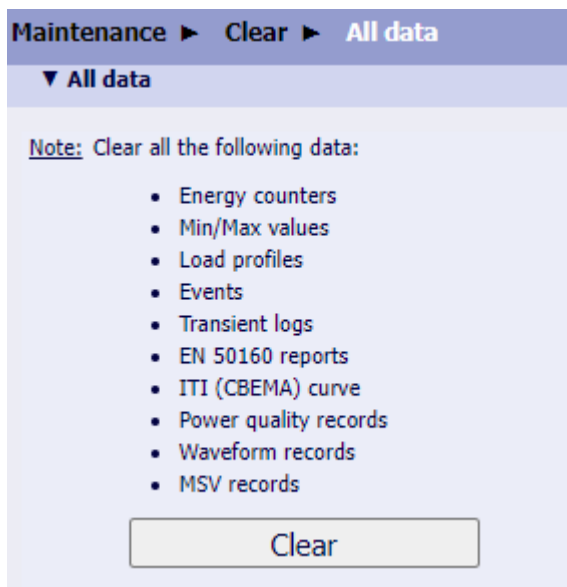 Maintenance ► Clear ► All data
▼ All data
Note: Clear all the following data:
• Energy counters
• Min/Max values
• Load profiles
• Events
• Transient logs
• EN 50160 reports
• ITI (CBEMA) curve
• Power quality records
• Waveform records
• MSV records
Clear